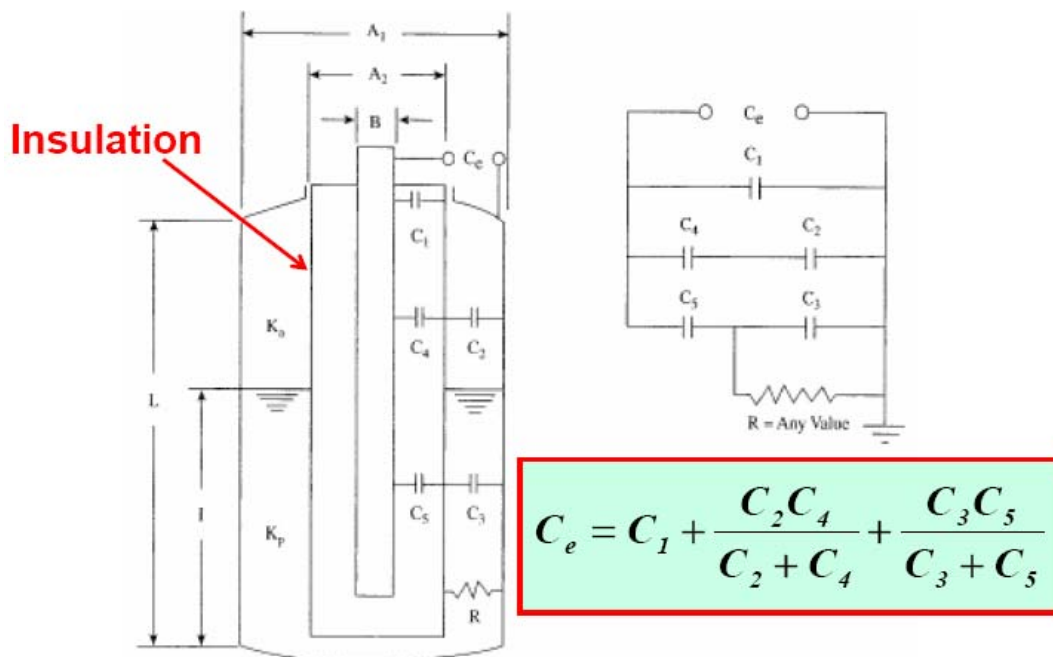 A₁
A₂
B
Insulation
Cₑ
C₁
Kₐ
C₄ C₂
L
I
Kₚ
C₅ C₃
R
Cₑ
C₁
C₄ C₂
C₅ C₃
R = Any Value
Cₑ = C₁ + C₂C₄ / (C₂ + C₄) + C₃C₅ / (C₃ + C₅)